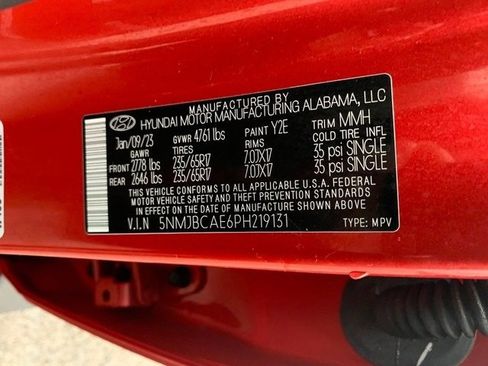 MANUFACTURED BY
HYUNDAI MOTOR MANUFACTURING ALABAMA, LLC
Jan/09/23 GVWR 4761 lbs PAINT Y2E TRIM MMH
GAWR TIRES RIMS COLD TIRE INFL
FRONT 2778 lbs 235/65R17 7.0JX17 35 psi SINGLE
REAR 2646 lbs 235/65R17 7.0JX17 35 psi SINGLE
THIS VEHICLE CONFORMS TO ALL APPLICABLE U.S.A. FEDERAL
MOTOR VEHICLE SAFETY AND THEFT PREVENTION STANDARDS
IN EFFECT ON THE DATE OF MANUFACTURE SHOWN ABOVE.
V.I.N 5NMJBCAE6PH219131 TYPE: MPV